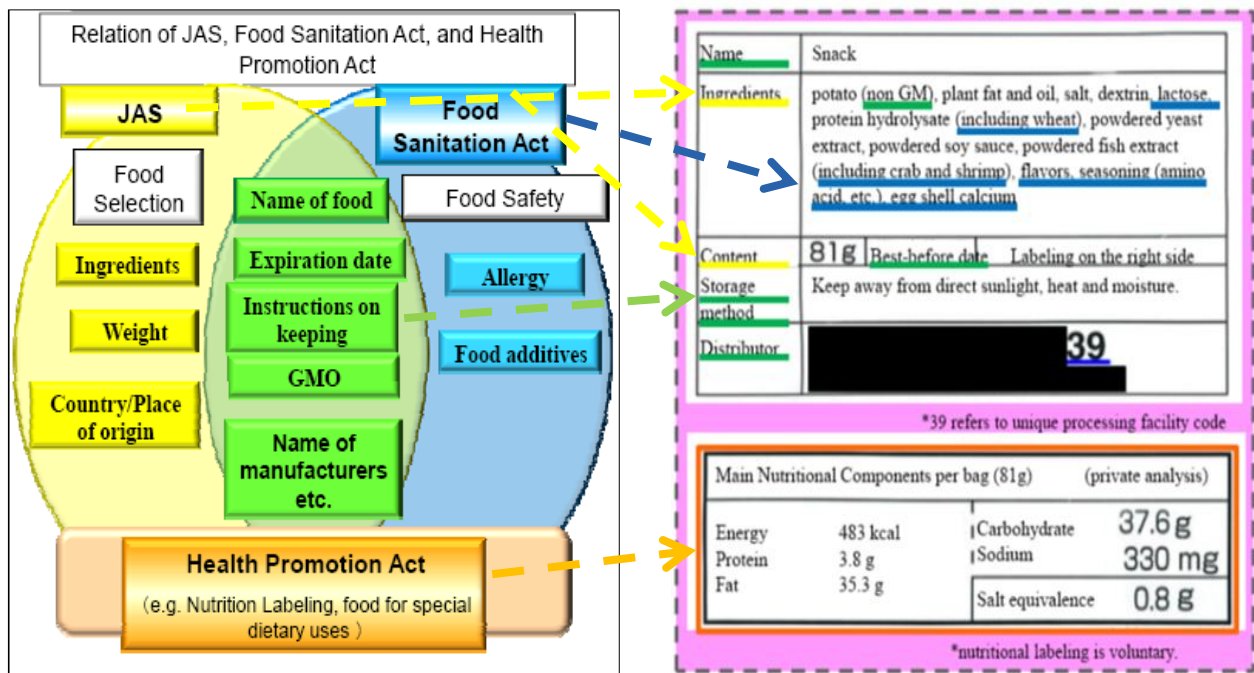 Relation of JAS, Food Sanitation Act, and Health
Promotion Act
JAS
Food
Sanitation Act
Food
Selection
Name of food
Food Safety
Ingredients
Expiration date
Allergy
Weight
Instructions on
keeping
Food additives
GMO
Country/Place
of origin
Name of
manufacturers
etc.
Health Promotion Act
(e.g. Nutrition Labeling, food for special
dietary uses )
Name Snack
Ingredients potato (non GM), plant fat and oil, salt, dextrin, lactose,
protein hydrolysate (including wheat), powdered yeast
extract, powdered soy sauce, powdered fish extract
(including crab and shrimp), flavors, seasoning (amino
acid, etc.), egg shell calcium
Content 81g Best-before date Labeling on the right side
Storage
method
Keep away from direct sunlight, heat and moisture.
Distributor 39
*39 refers to unique processing facility code
Main Nutritional Components per bag (81g) (private analysis)
Energy 483 kcal Carbohydrate 37.6 g
Protein 3.8 g Sodium 330 mg
Fat 35.3 g
Salt equivalence 0.8 g
*nutritional labeling is voluntary.